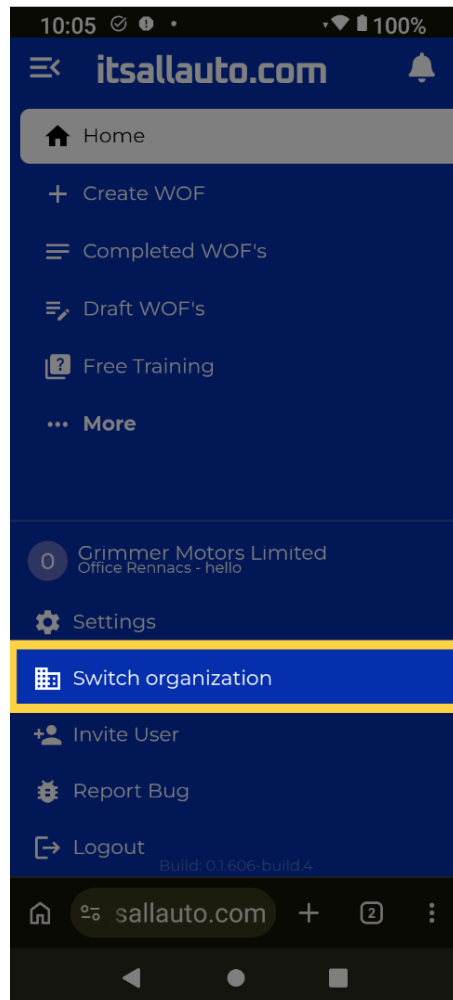 10:05 100%
itsallauto.com
Home
Create WOF
Completed WOF's
Draft WOF's
Free Training
More
O Grimmer Motors Limited
Office Rennacs - hello
Settings
Switch organization
Invite User
Report Bug
Logout
Build: 0.1.606-build.4
sallauto.com 2